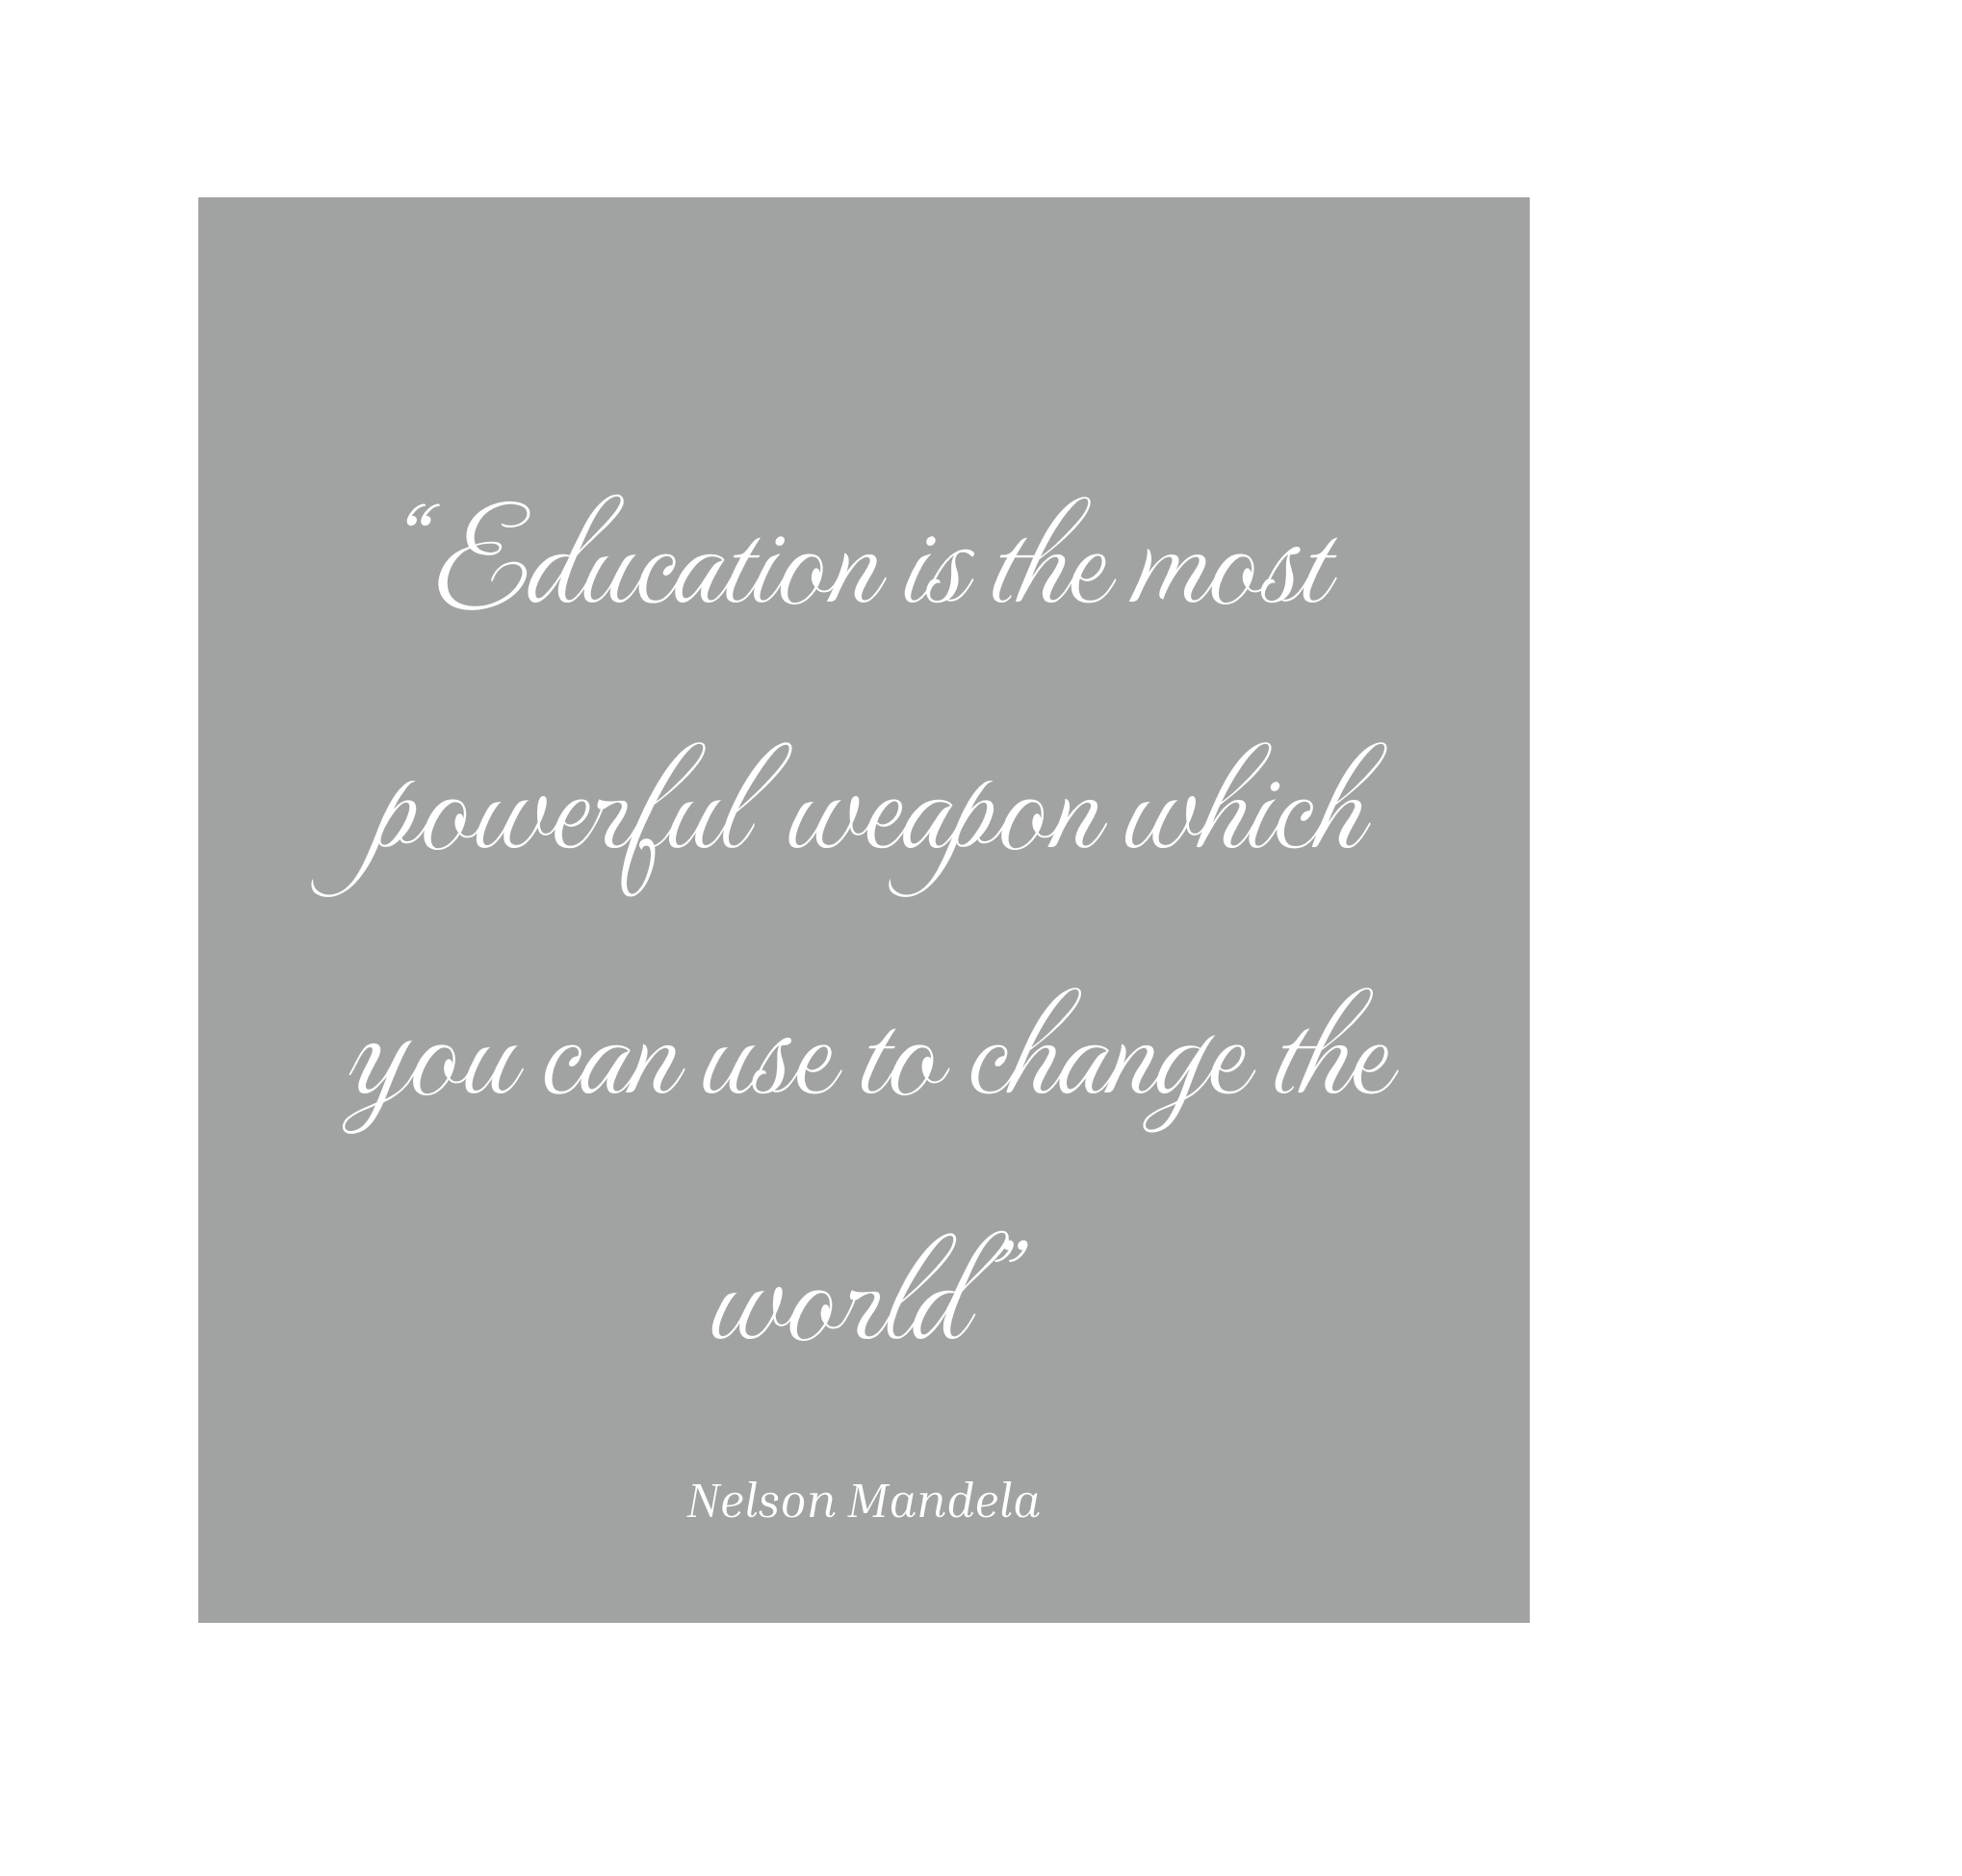 “Education is the most
powerful weapon which
you can use to change the
world”
Nelson Mandela